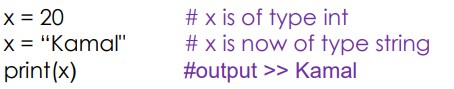 x = 20 # x is of type int
x = “Kamal" # x is now of type string
print(x) #output >> Kamal